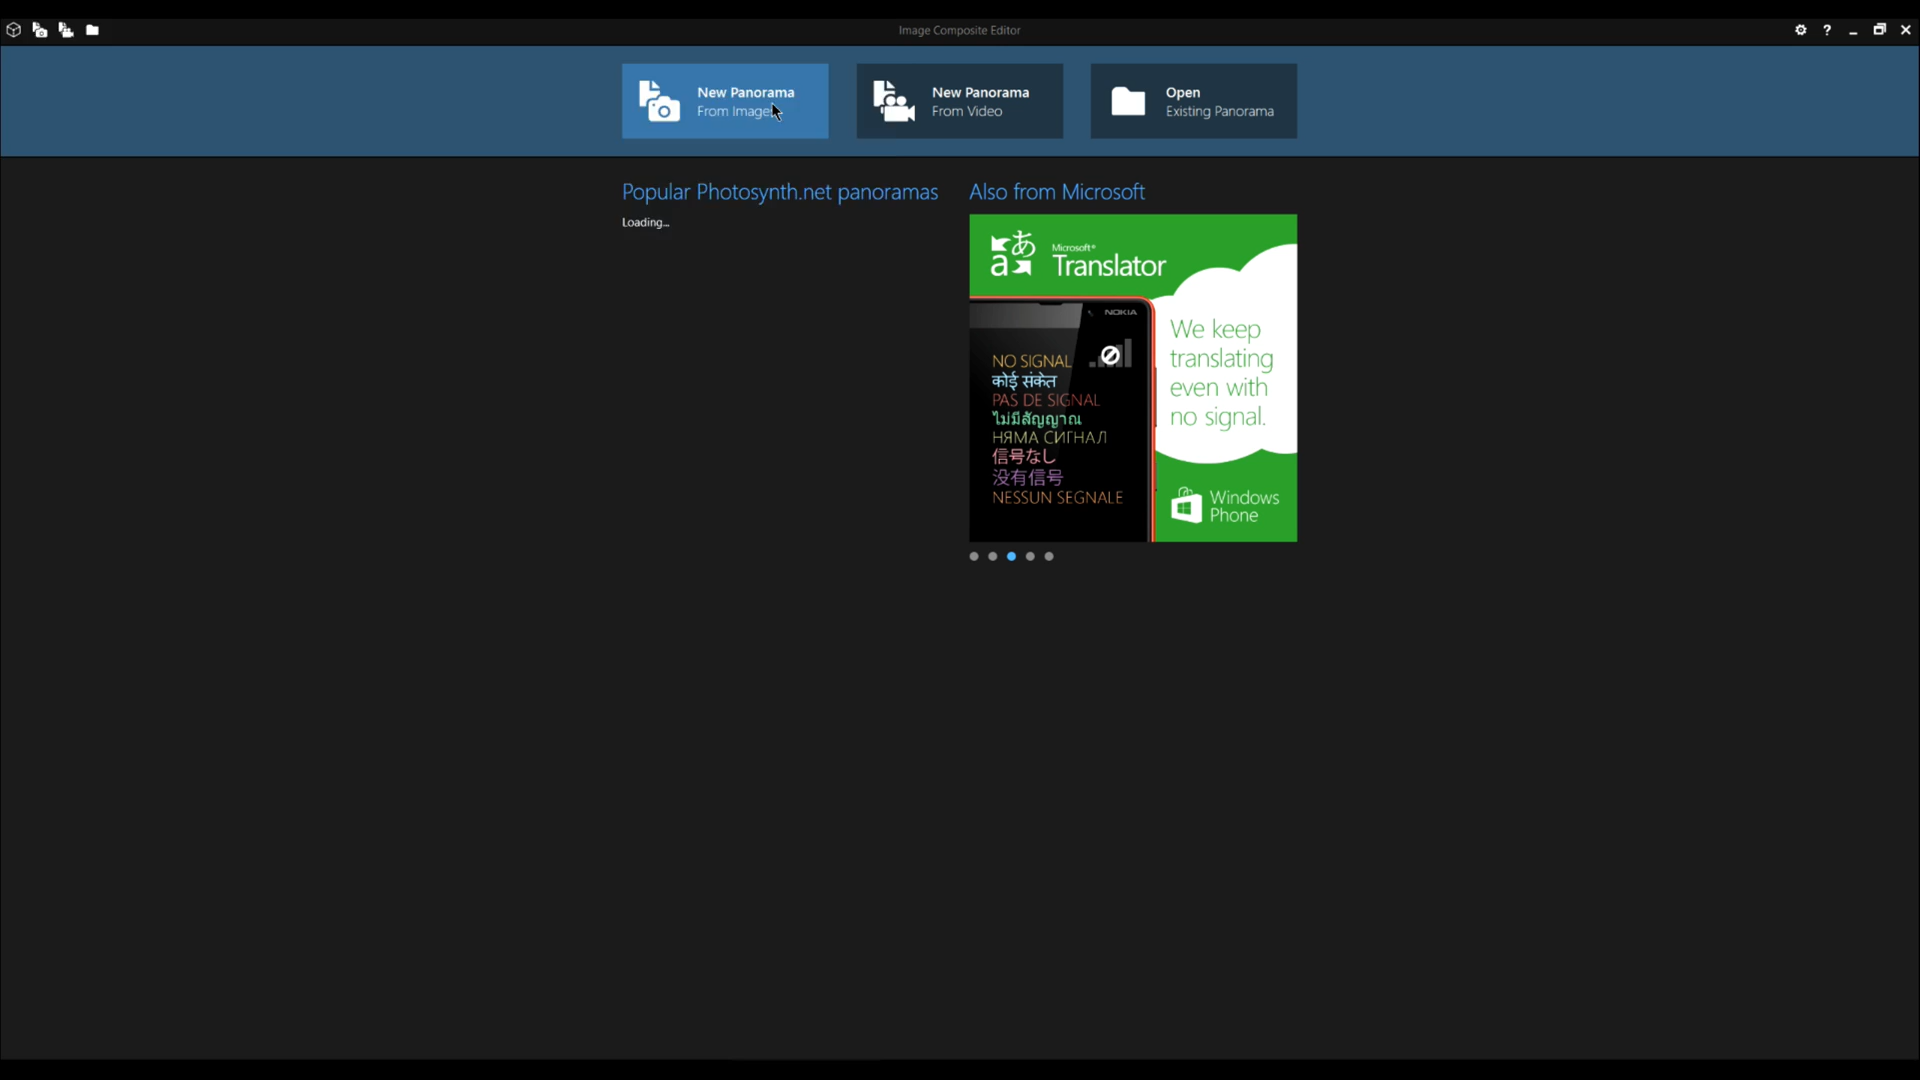 Image Composite Editor
New Panorama
From Image
New Panorama
From Video
Open
Existing Panorama
Popular Photosynth.net panoramas
Loading...
Also from Microsoft
あ
a
Microsoft®
Translator
NOKIA
NO SIGNAL
कोई संकेत
PAS DE SIGNAL
ไม่มีสัญญาณ
НЯМА СИГНАЛ
信号なし
没有信号
NESSUN SEGNALE
We keep
translating
even with
no signal.
Windows
Phone